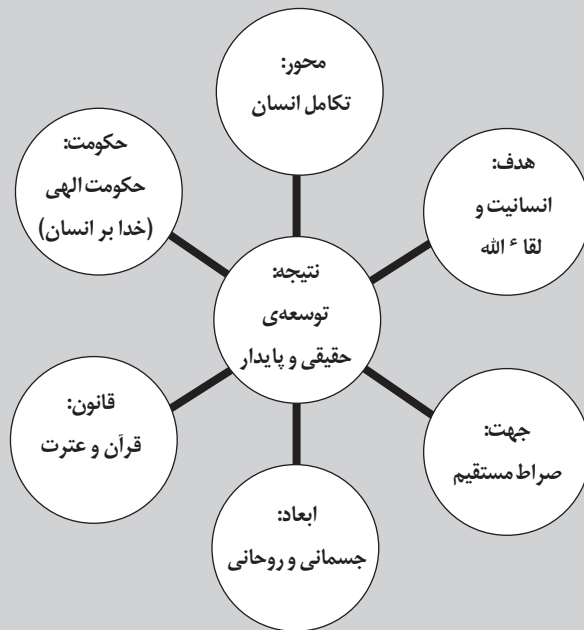 محور:
تکامل انسان
حکومت:
حکومت الهی
(خدا بر انسان)
هدف:
انسانیت و
لقاء الله
نتیجه:
توسعه‌ی
حقیقی و پایدار
قانون:
قرآن و عترت
جهت:
صراط مستقیم
ابعاد:
جسمانی و روحانی